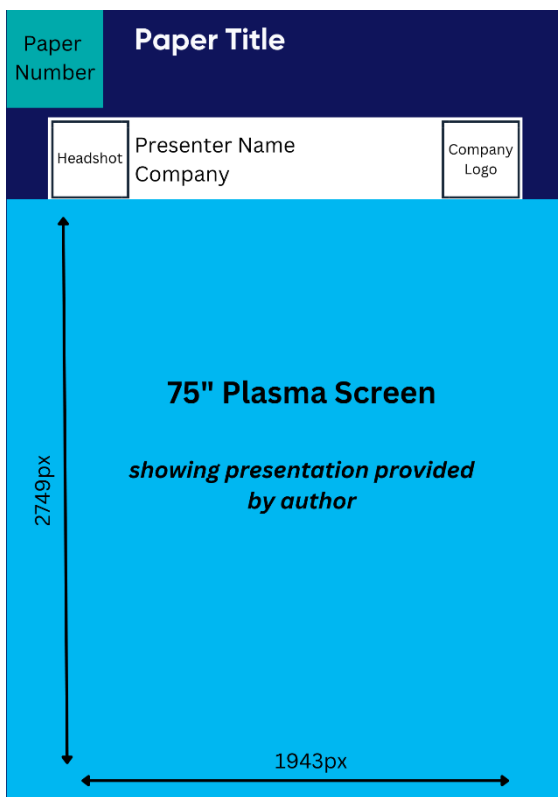 Paper
Number
Paper Title
Headshot
Presenter Name
Company
Company
Logo
75" Plasma Screen
showing presentation provided
by author
2749px
1943px